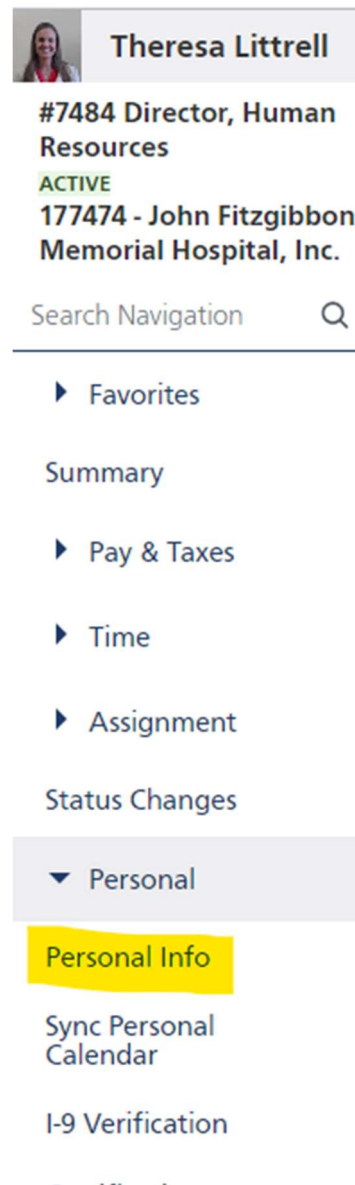 Theresa Littrell
#7484 Director, Human
Resources
ACTIVE
177474 - John Fitzgibbon
Memorial Hospital, Inc.
Search Navigation
Favorites
Summary
Pay & Taxes
Time
Assignment
Status Changes
Personal
Personal Info
Sync Personal
Calendar
I-9 Verification